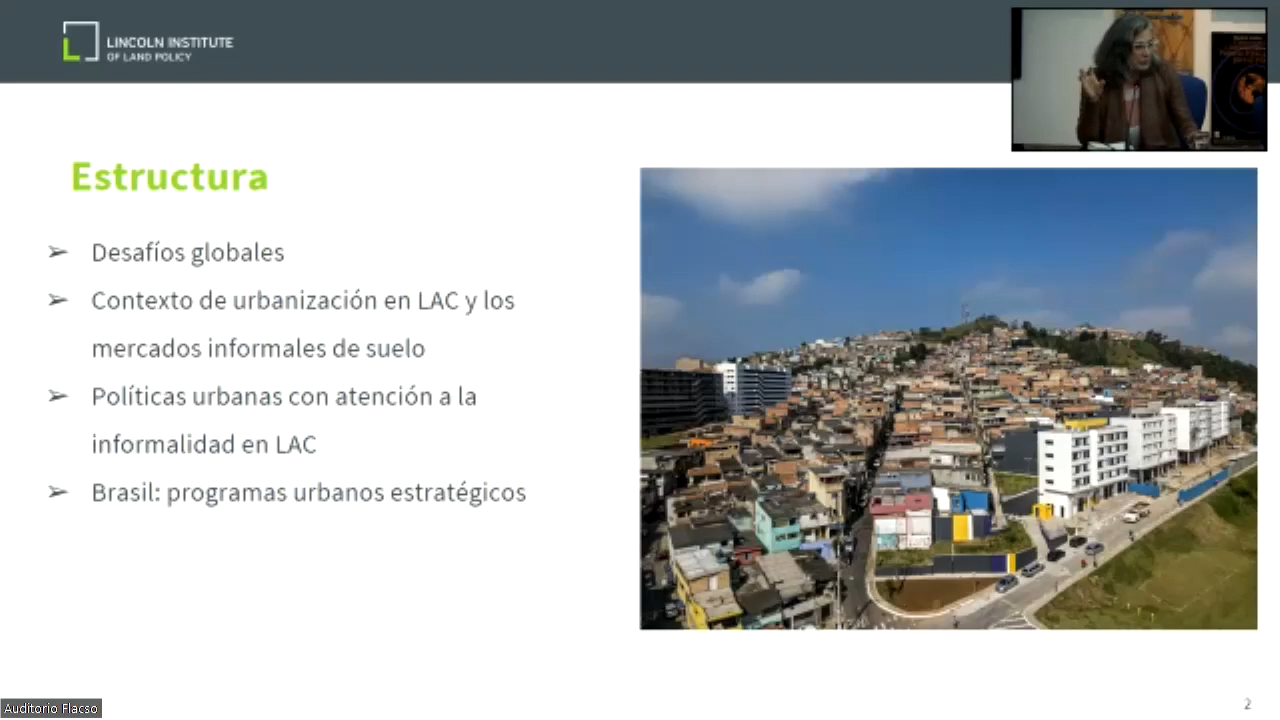 LINCOLN INSTITUTE
OF LAND POLICY
Estructura
➢ Desafíos globales
➢ Contexto de urbanización en LAC y los
mercados informales de suelo
➢ Políticas urbanas con atención a la
informalidad en LAC
➢ Brasil: programas urbanos estratégicos
Auditorio Flacso
2